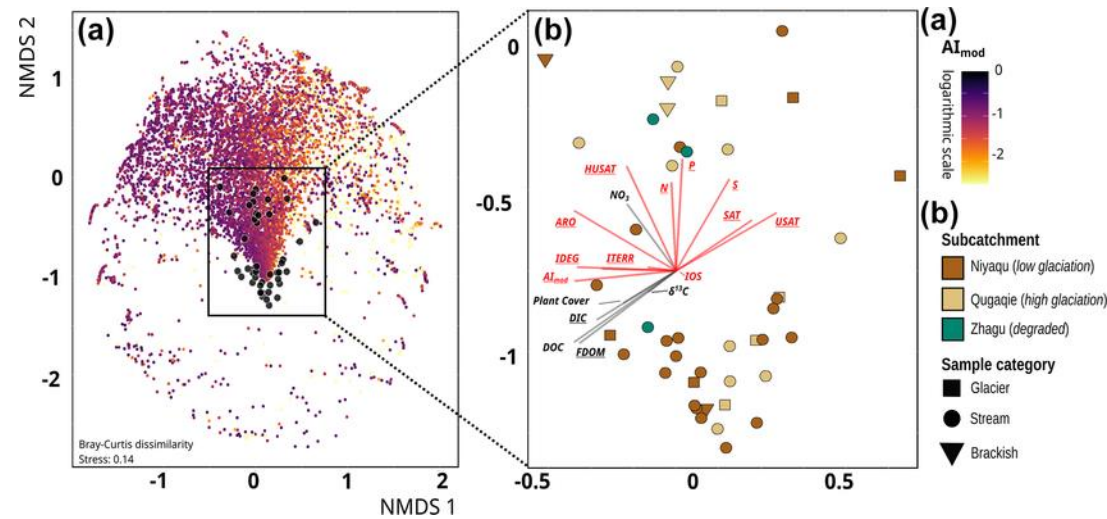 (a)
NMDS 2
1
0
-1
-2
Bray-Curtis dissimilarity
Stress: 0.14
-1 0 1 2
NMDS 1
(b)
0
-0.5
-1
HUSAT
P
N
NO3
S
ARO
SAT
USAT
IDEG
ITERR
AImod
IOS
δ13C
Plant Cover
DIC
DOC
FDOM
-0.5 0 0.5
(a)
AImod
logarithmic scale
0
-1
-2
(b)
Subcatchment
Niyaqu (low glaciation)
Qugaqie (high glaciation)
Zhagu (degraded)
Sample category
Glacier
Stream
Brackish